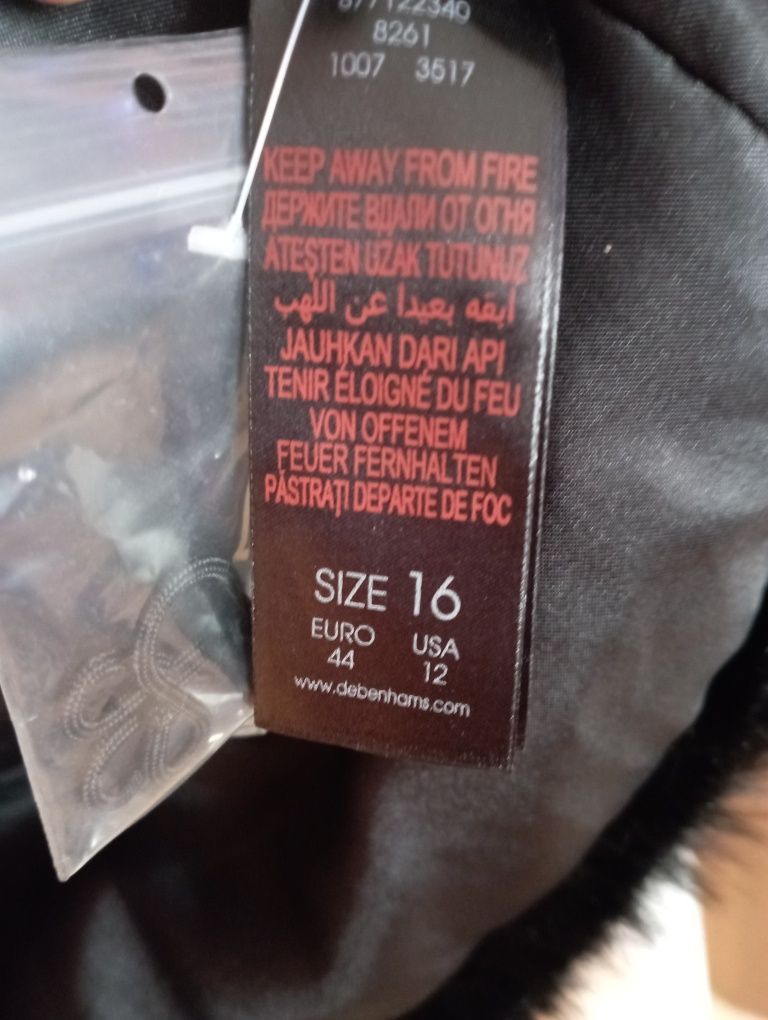 877122340
8261
1007 3517
KEEP AWAY FROM FIRE
ДЕРЖИТЕ ВДАЛИ ОТ ОГНЯ
ATEŞTEN UZAK TUTUNUZ
أبقه بعيدا عن اللهب
JAUHKAN DARI API
TENIR ÉLOIGNÉ DU FEU
VON OFFENEM
FEUER FERNHALTEN
PĂSTRAŢI DEPARTE DE FOC
SIZE 16
EURO USA
44 12
www.debenhams.com